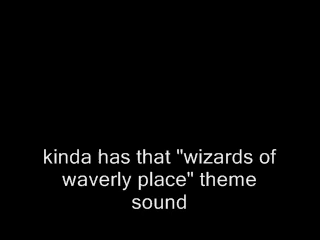 kinda has that "wizards of
waverly place" theme
sound